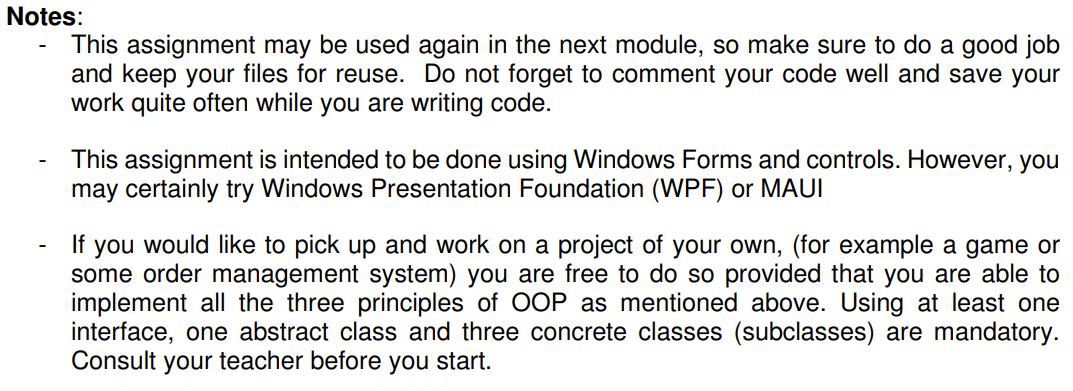 Notes:
- This assignment may be used again in the next module, so make sure to do a good job
and keep your files for reuse.  Do not forget to comment your code well and save your
work quite often while you are writing code.
- This assignment is intended to be done using Windows Forms and controls. However, you
may certainly try Windows Presentation Foundation (WPF) or MAUI
- If you would like to pick up and work on a project of your own, (for example a game or
some order management system) you are free to do so provided that you are able to
implement all the three principles of OOP as mentioned above. Using at least one
interface, one abstract class and three concrete classes (subclasses) are mandatory.
Consult your teacher before you start.